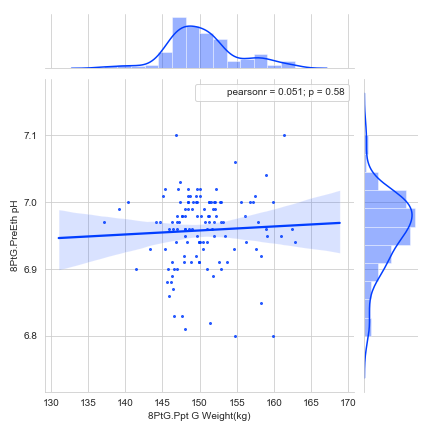 pearsonr = 0.051; p = 0.58
7.1
7.0
6.9
6.8
8PtG.PreEth pH
130 135 140 145 150 155 160 165 170
8PtG.Ppt G Weight(kg)